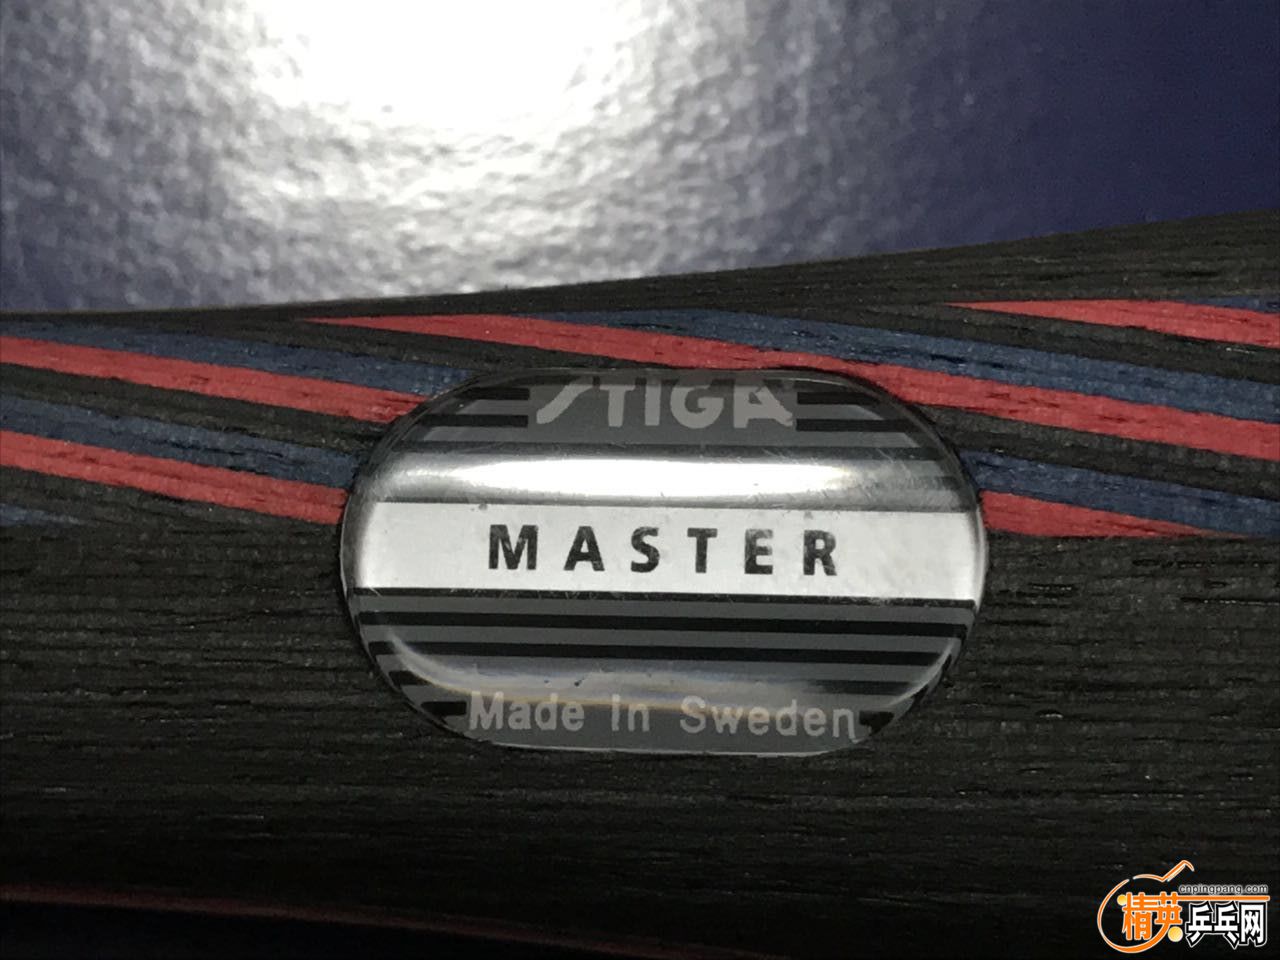 STIGA
MASTER
Made in Sweden
cnpingpang.com
精英乒乓网